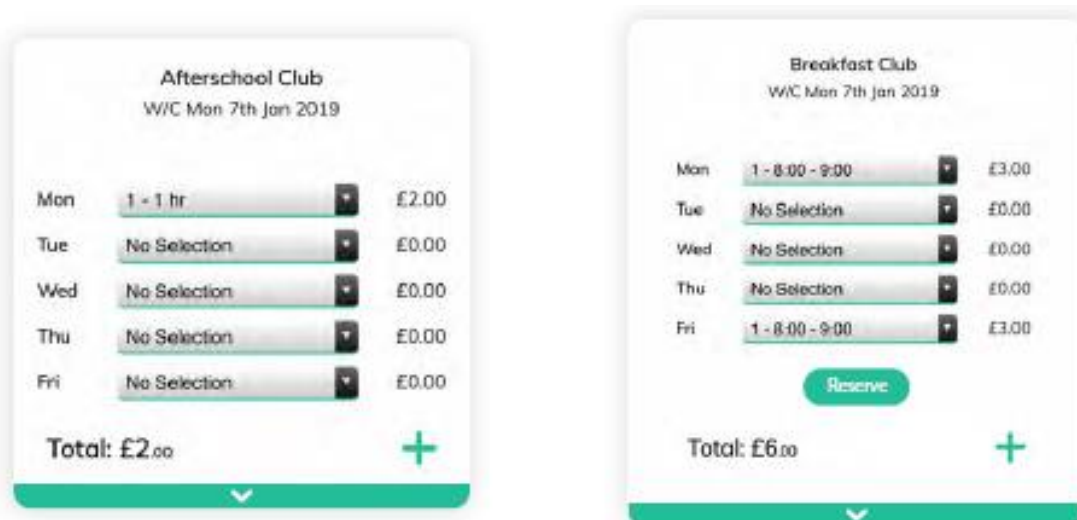 Afterschool Club
W/C Mon 7th Jan 2019
Mon 1 - 1 hr £2.00
Tue No Selection £0.00
Wed No Selection £0.00
Thu No Selection £0.00
Fri No Selection £0.00
Total: £2.00
Breakfast Club
W/C Mon 7th Jan 2019
Mon 1 - 8:00 - 9:00 £3.00
Tue No Selection £0.00
Wed No Selection £0.00
Thu No Selection £0.00
Fri 1 - 8:00 - 9:00 £3.00
Reserve
Total: £6.00